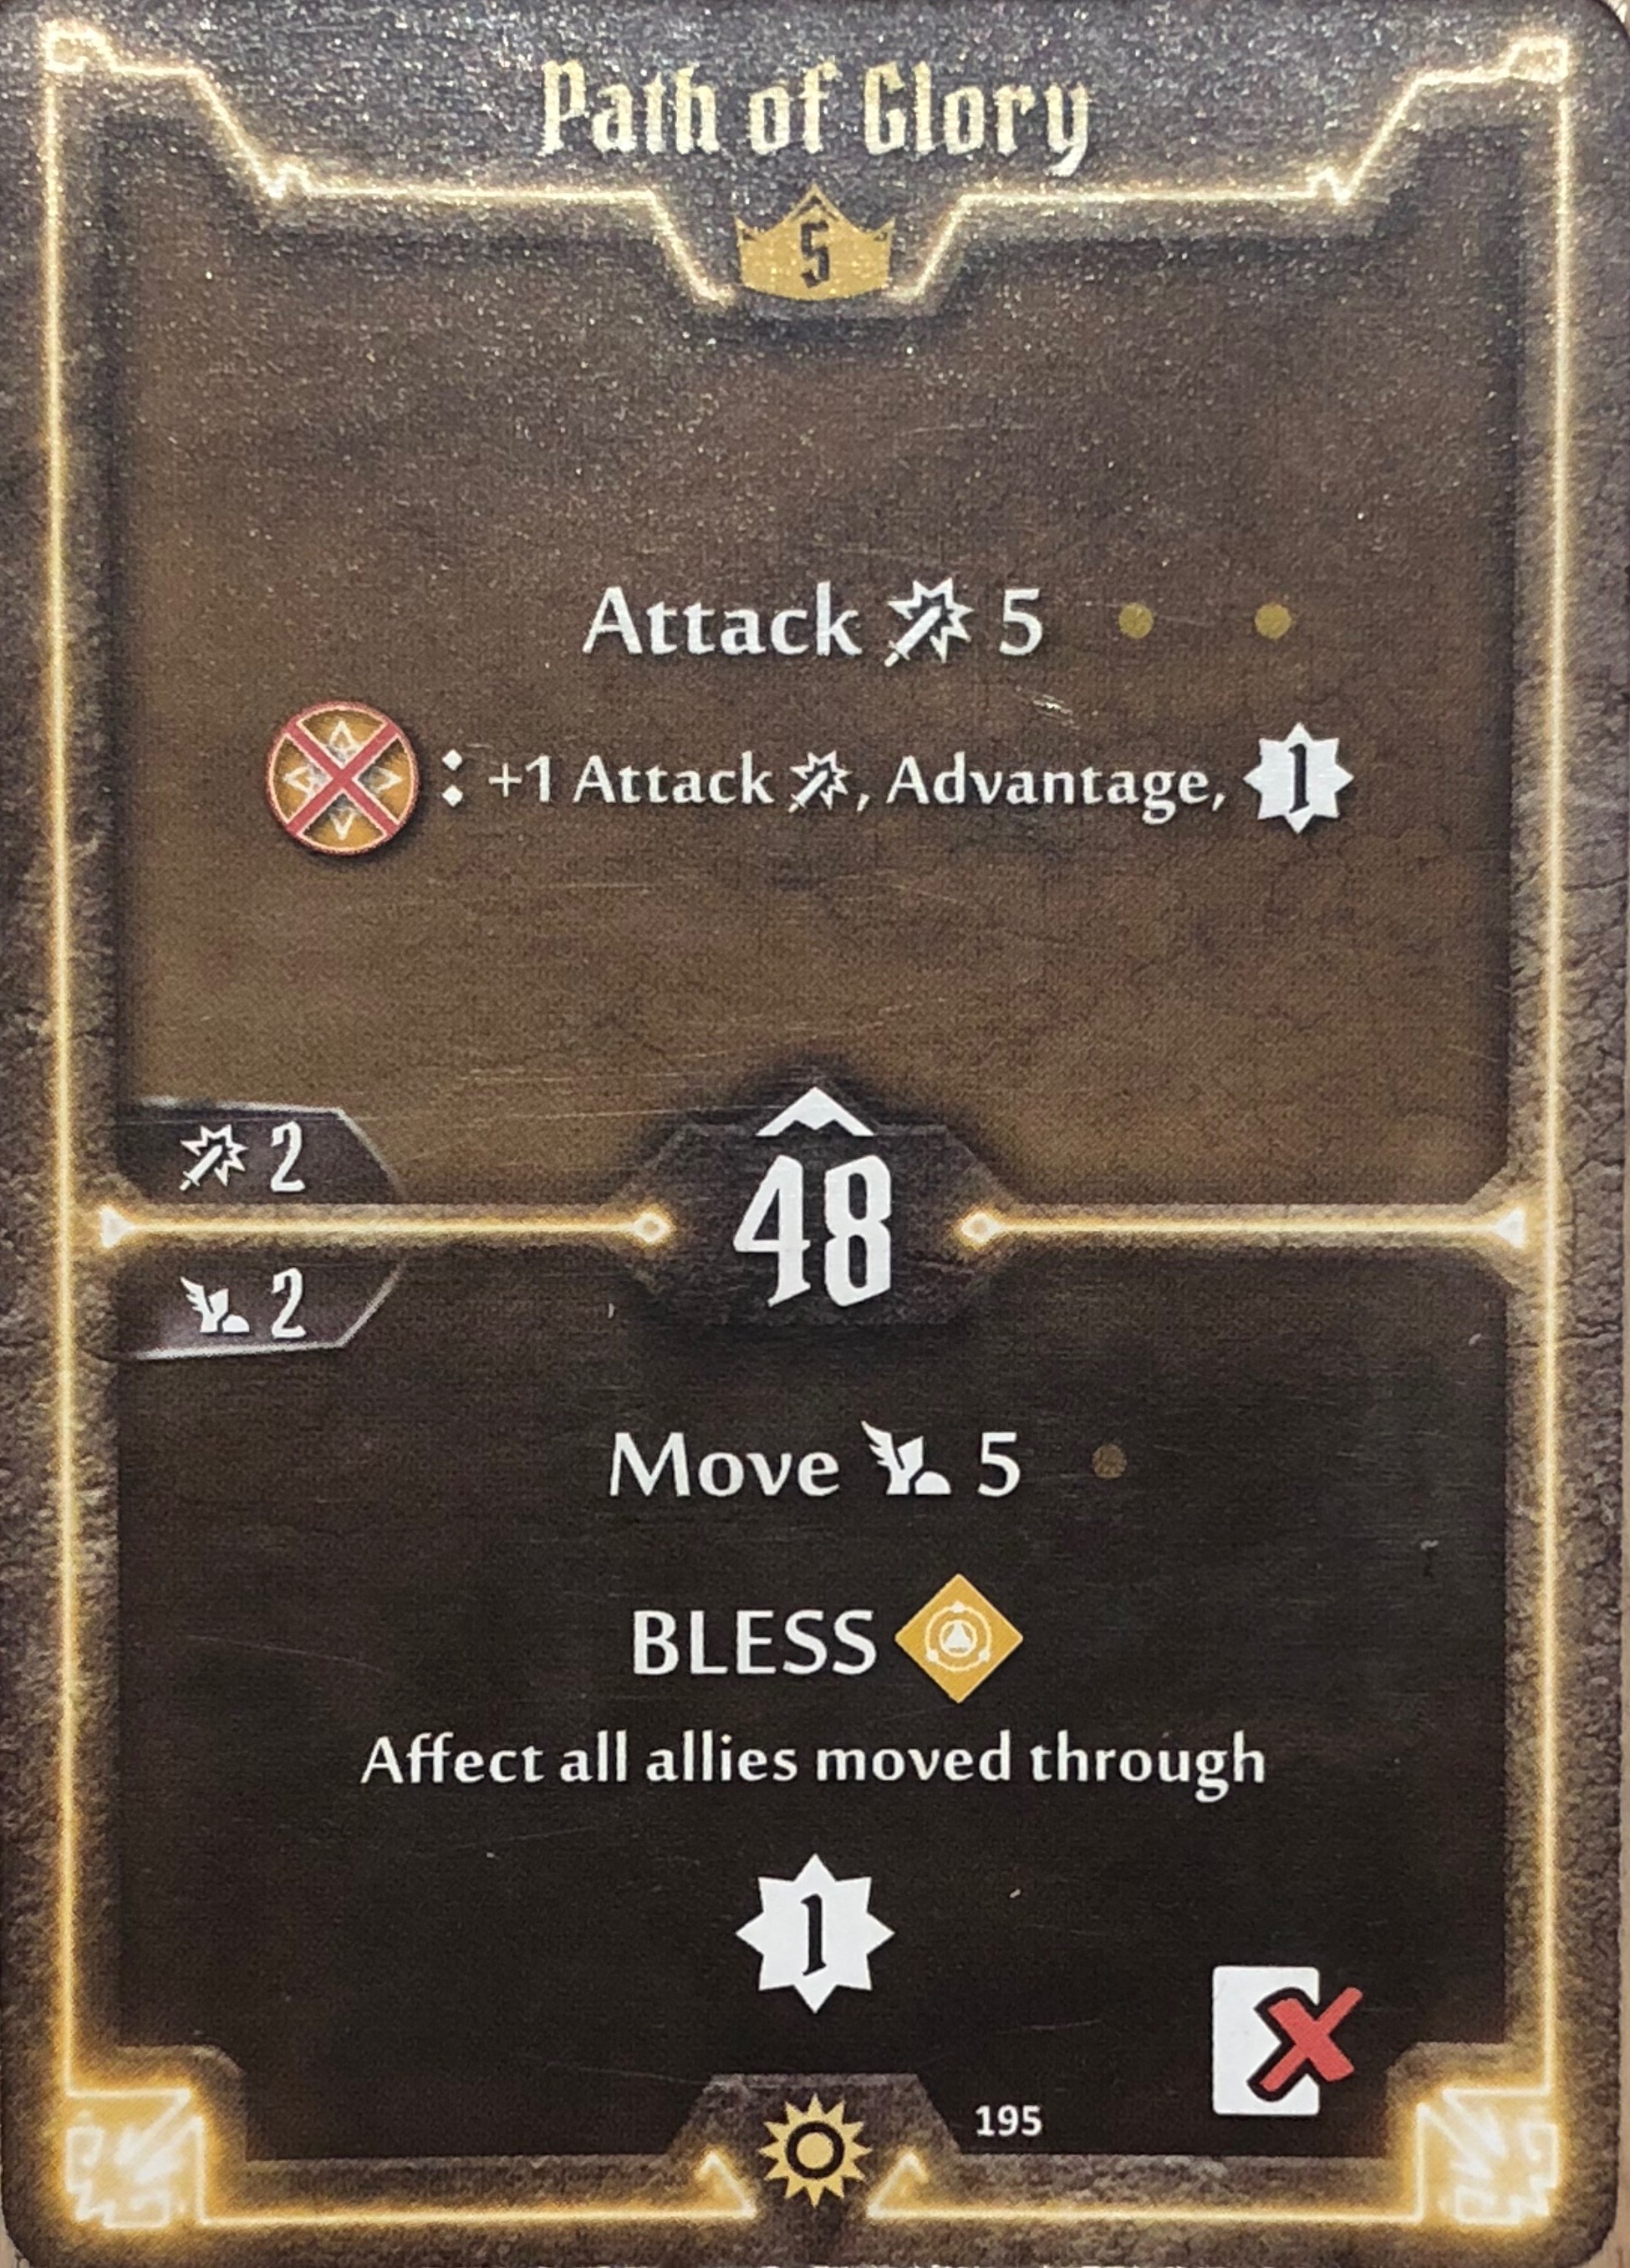 Path of Glory
5
Attack 5
: +1 Attack, Advantage, 1
2
48
2
Move 5
BLESS
Affect all allies moved through
1
195